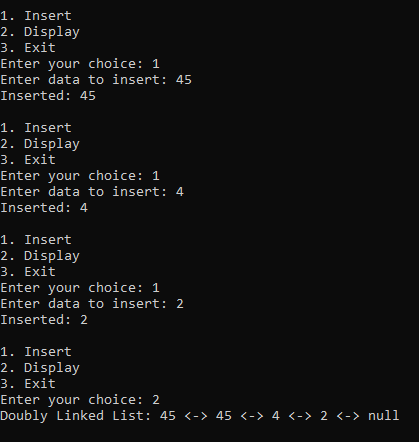 1. Insert
2. Display
3. Exit
Enter your choice: 1
Enter data to insert: 45
Inserted: 45
1. Insert
2. Display
3. Exit
Enter your choice: 1
Enter data to insert: 4
Inserted: 4
1. Insert
2. Display
3. Exit
Enter your choice: 1
Enter data to insert: 2
Inserted: 2
1. Insert
2. Display
3. Exit
Enter your choice: 2
Doubly Linked List: 45 <-> 45 <-> 4 <-> 2 <-> null